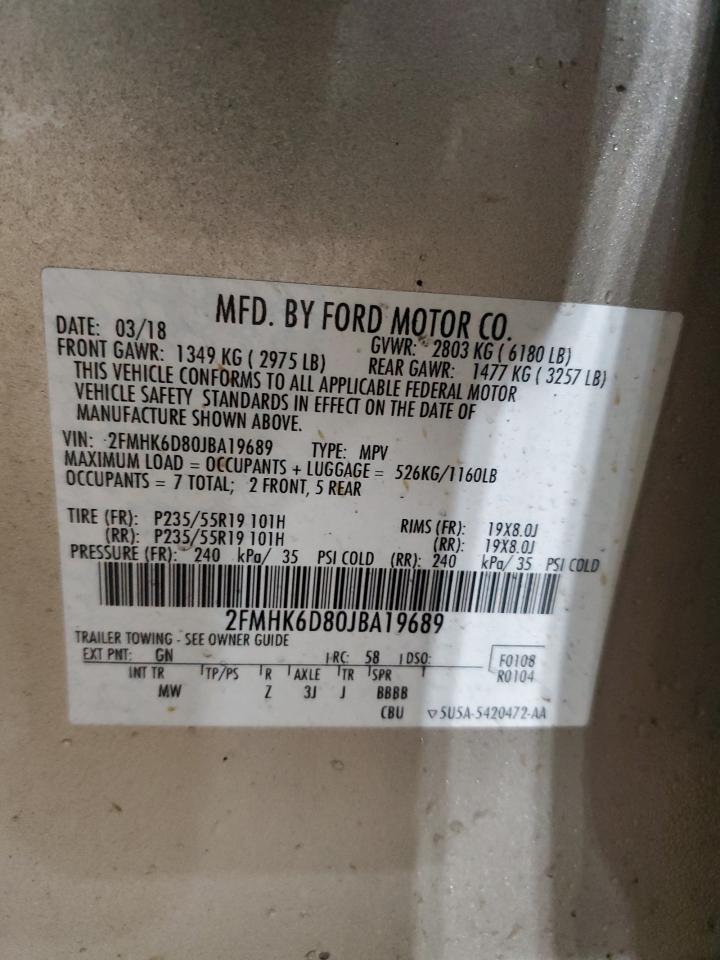 MFD. BY FORD MOTOR CO.
DATE: 03/18 GVWR: 2803 KG ( 6180 LB)
FRONT GAWR: 1349 KG ( 2975 LB) REAR GAWR: 1477 KG ( 3257 LB)
THIS VEHICLE CONFORMS TO ALL APPLICABLE FEDERAL MOTOR
VEHICLE SAFETY STANDARDS IN EFFECT ON THE DATE OF
MANUFACTURE SHOWN ABOVE.
VIN: 2FMHK6D80JBA19689 TYPE: MPV
MAXIMUM LOAD = OCCUPANTS + LUGGAGE = 526KG/1160LB
OCCUPANTS = 7 TOTAL; 2 FRONT, 5 REAR
TIRE (FR): P235/55R19 101H RIMS (FR): 19X8.0J
(RR): P235/55R19 101H (RR): 19X8.0J
PRESSURE (FR): 240 kPa/ 35 PSI COLD (RR): 240 kPa/ 35 PSI COLD
2FMHK6D80JBA19689
TRAILER TOWING - SEE OWNER GUIDE
EXT PNT: GN RC: 58 DSO: F0108
INT TR TP/PS R AXLE TR SPR R0104
MW Z 3J J BBBB
CBU ▽5U5A-5420472-AA